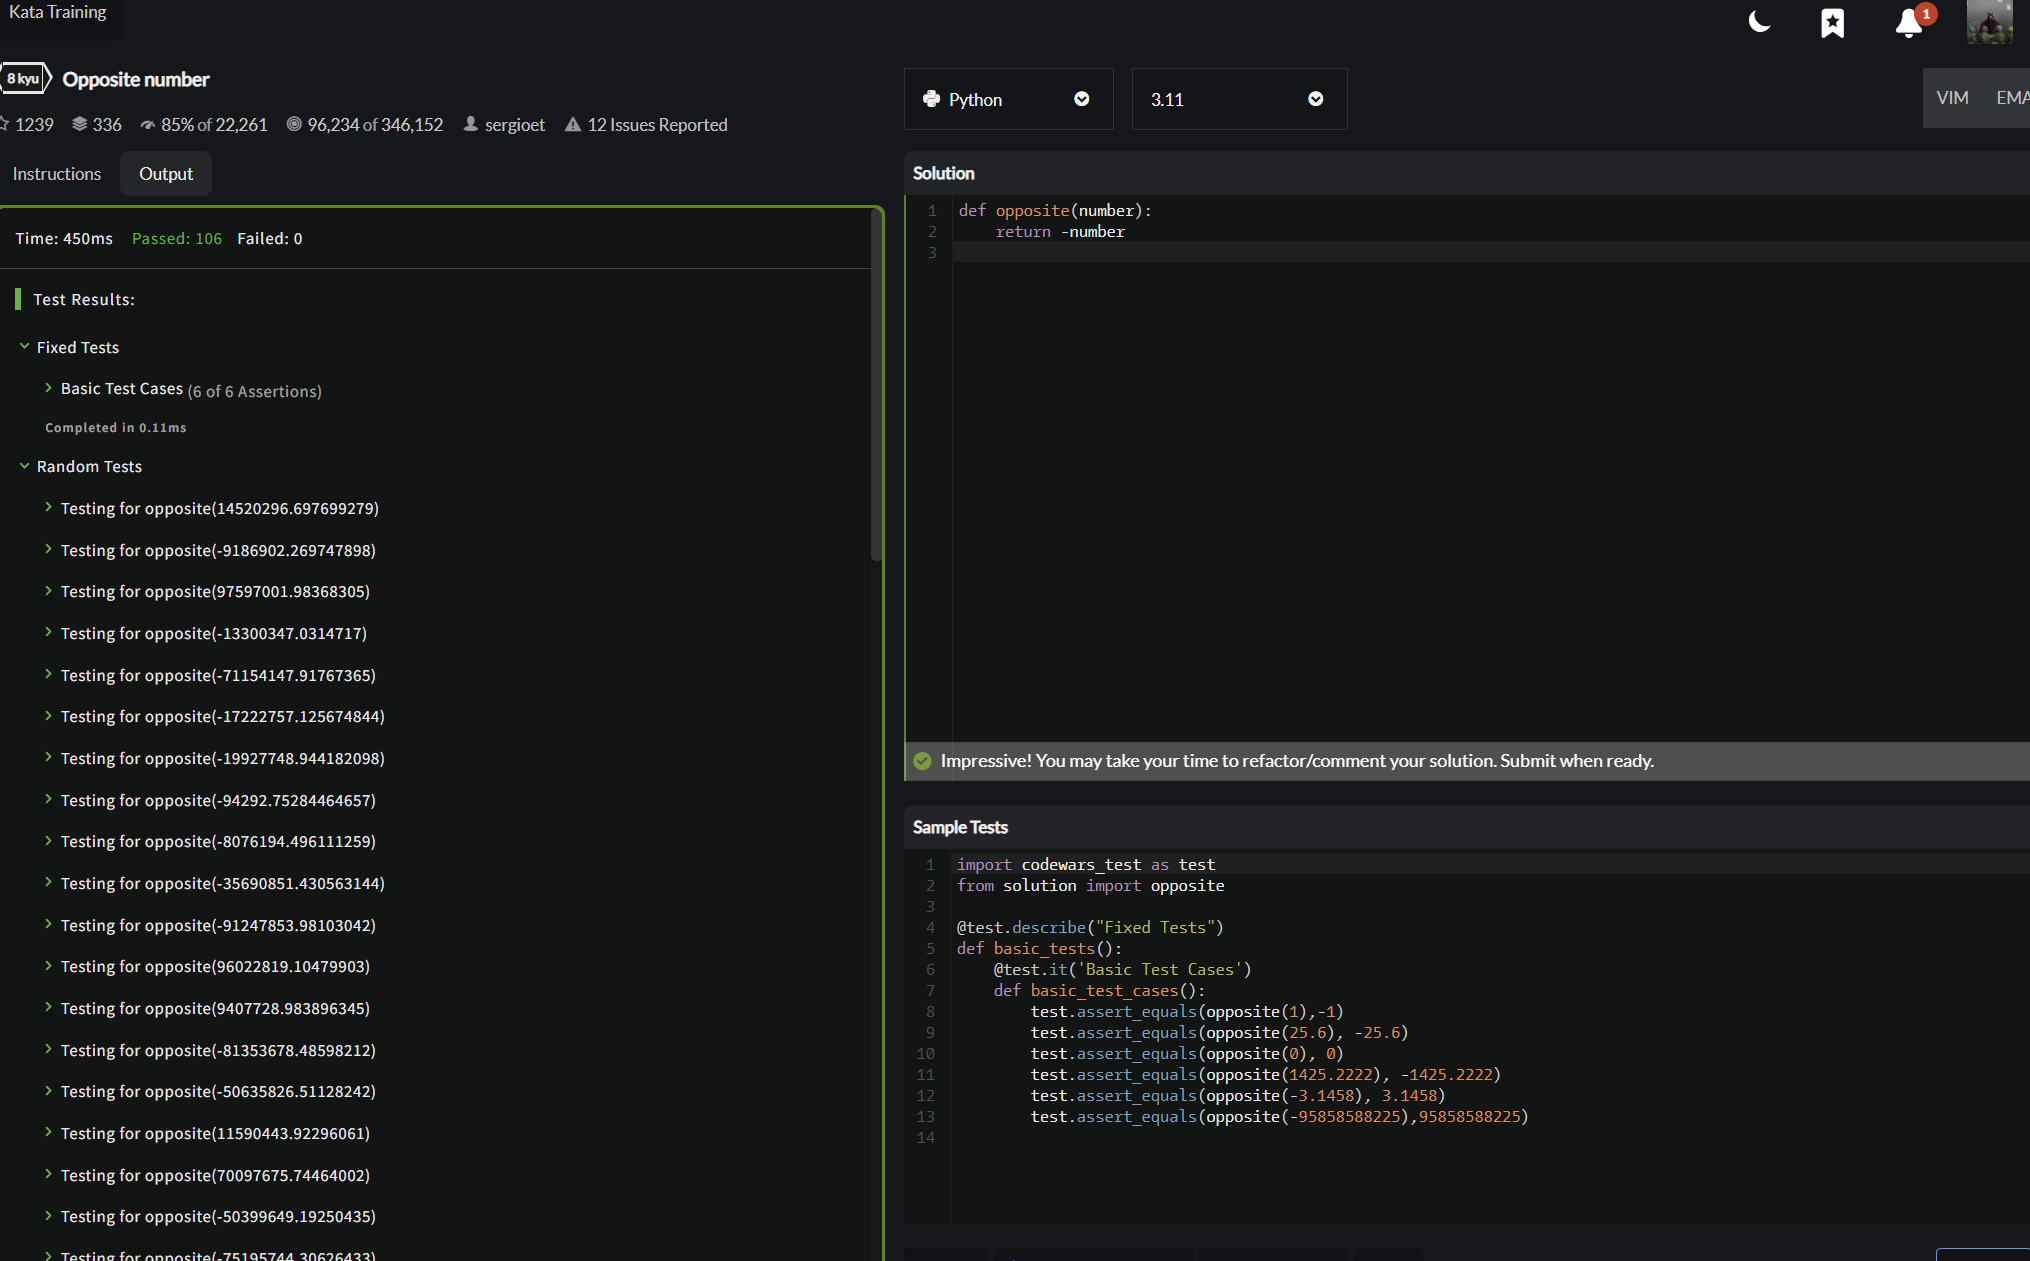 Kata Training
1
8 kyu Opposite number
1239 336 85% of 22,261 96,234 of 346,152 sergioet 12 Issues Reported
Instructions Output
Time: 450ms Passed: 106 Failed: 0
Test Results:
Fixed Tests
Basic Test Cases (6 of 6 Assertions)
Completed in 0.11ms
Random Tests
Testing for opposite(14520296.697699279)
Testing for opposite(-9186902.269747898)
Testing for opposite(97597001.98368305)
Testing for opposite(-13300347.0314717)
Testing for opposite(-71154147.91767365)
Testing for opposite(-17222757.125674844)
Testing for opposite(-19927748.944182098)
Testing for opposite(-94292.75284464657)
Testing for opposite(-8076194.496111259)
Testing for opposite(-35690851.430563144)
Testing for opposite(-91247853.98103042)
Testing for opposite(96022819.10479903)
Testing for opposite(9407728.983896345)
Testing for opposite(-81353678.48598212)
Testing for opposite(-50635826.51128242)
Testing for opposite(11590443.92296061)
Testing for opposite(70097675.74464002)
Testing for opposite(-50399649.19250435)
Testing for opposite(-75195744.30626433)
Python 3.11
VIM EMA
Solution
1 def opposite(number):
2     return -number
3
Impressive! You may take your time to refactor/comment your solution. Submit when ready.
Sample Tests
1 import codewars_test as test
2 from solution import opposite
3
4 @test.describe("Fixed Tests")
5 def basic_tests():
6     @test.it('Basic Test Cases')
7     def basic_test_cases():
8         test.assert_equals(opposite(1),-1)
9         test.assert_equals(opposite(25.6), -25.6)
10         test.assert_equals(opposite(0), 0)
11         test.assert_equals(opposite(1425.2222), -1425.2222)
12         test.assert_equals(opposite(-3.1458), 3.1458)
13         test.assert_equals(opposite(-95858588225),95858588225)
14